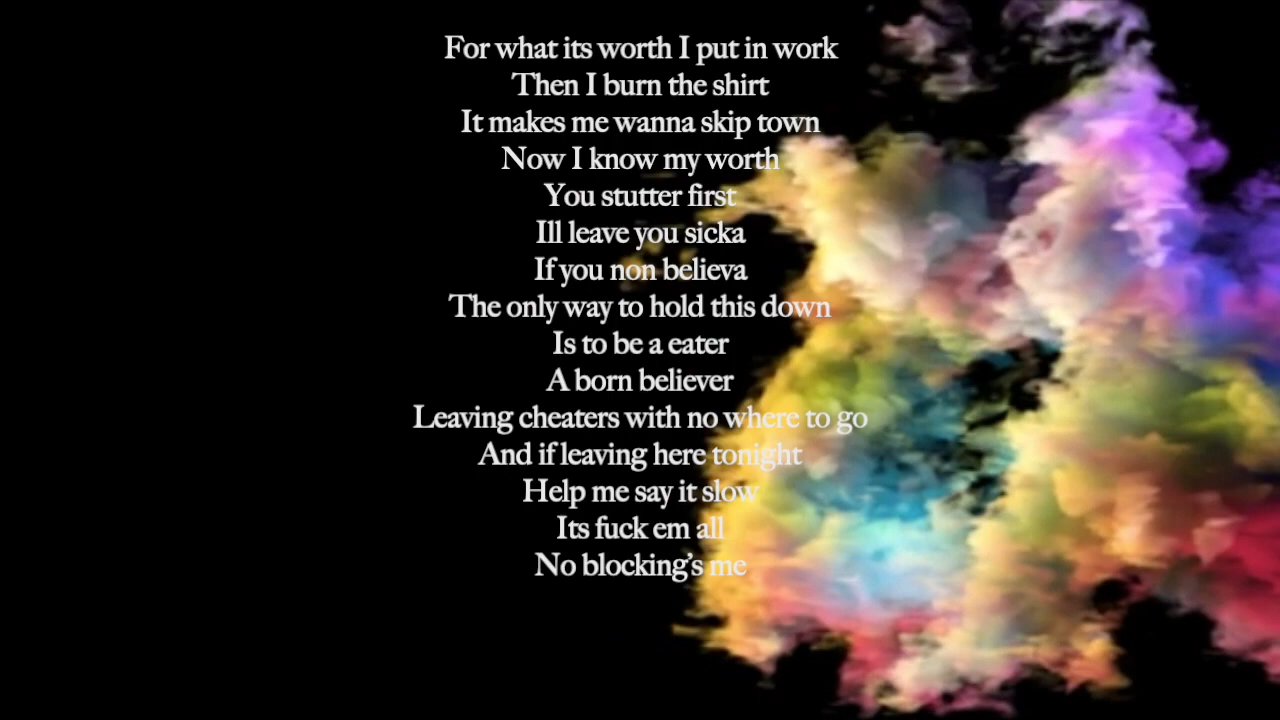 For what its worth I put in work
Then I burn the shirt
It makes me wanna skip town
Now I know my worth
You stutter first
Ill leave you sicka
If you non believa
The only way to hold this down
Is to be a eater
A born believer
Leaving cheaters with no where to go
And if leaving here tonight
Help me say it slow
Its fuck em all
No blocking’s me